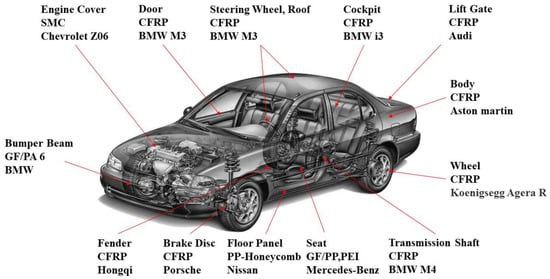 Engine Cover
SMC
Chevrolet Z06
Door
CFRP
BMW M3
Steering Wheel, Roof
CFRP
BMW M3
Cockpit
CFRP
BMW i3
Lift Gate
CFRP
Audi
Body
CFRP
Aston martin
Bumper Beam
GF/PA 6
BMW
Wheel
CFRP
Koenigsegg Agera R
Fender
CFRP
Hongqi
Brake Disc
CFRP
Porsche
Floor Panel
PP-Honeycomb
Nissan
Seat
GF/PP,PEI
Mercedes-Benz
Transmission Shaft
CFRP
BMW M4